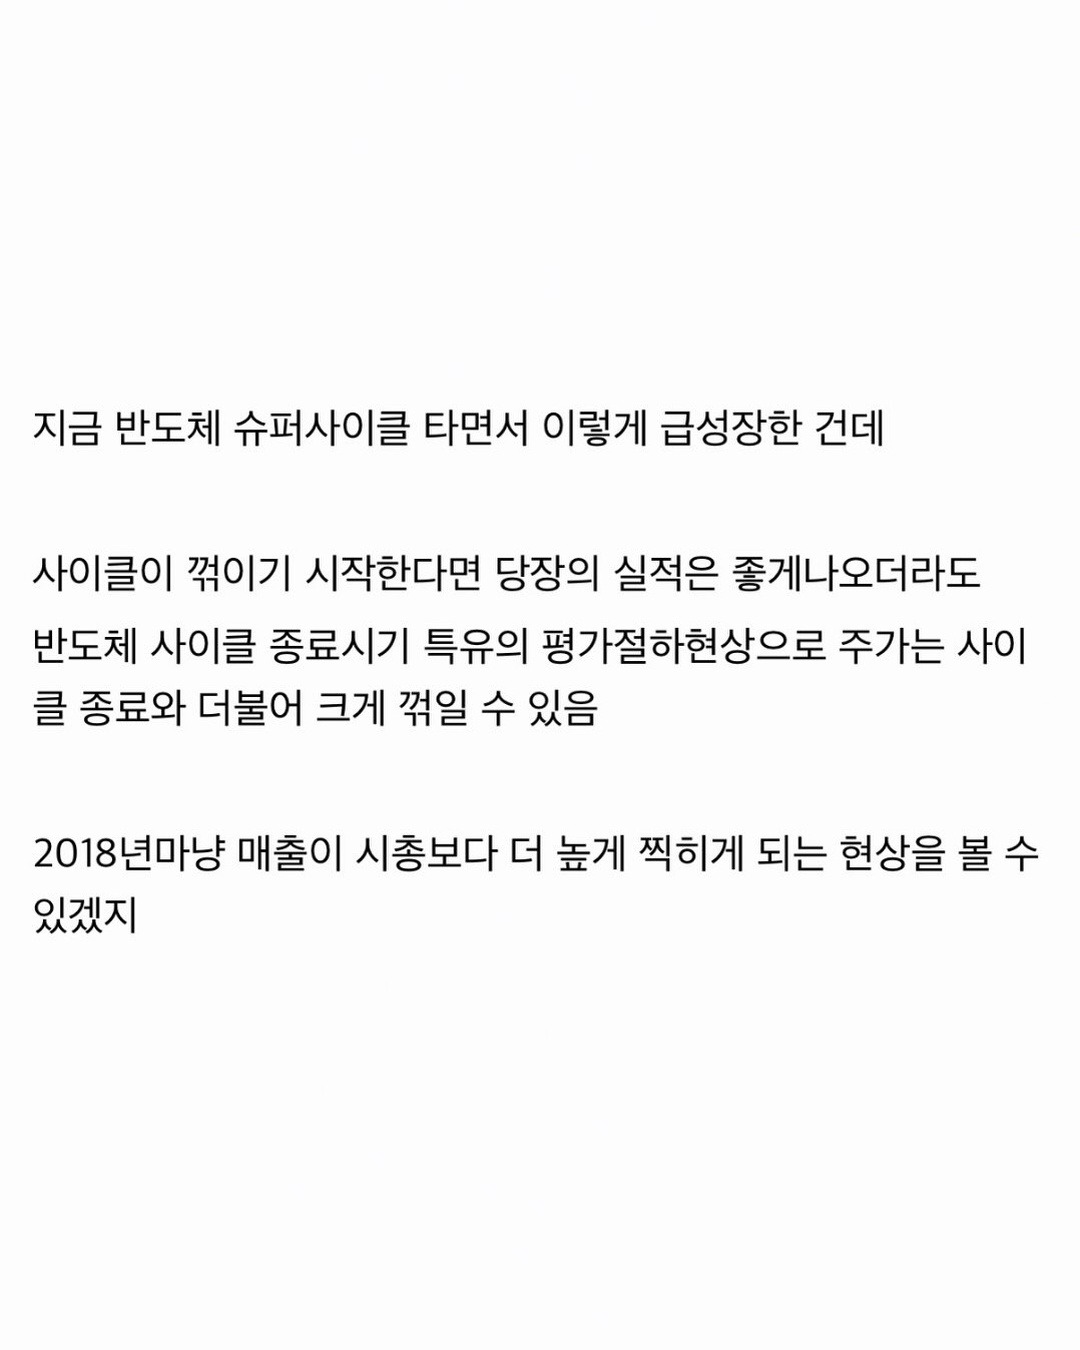 지금 반도체 슈퍼사이클 타면서 이렇게 급성장한 건데
사이클이 꺾이기 시작한다면 당장의 실적은 좋게나오더라도
반도체 사이클 종료시기 특유의 평가절하현상으로 주가는 사이
클 종료와 더불어 크게 꺾일 수 있음
2018년마냥 매출이 시총보다 더 높게 찍히게 되는 현상을 볼 수
있겠지